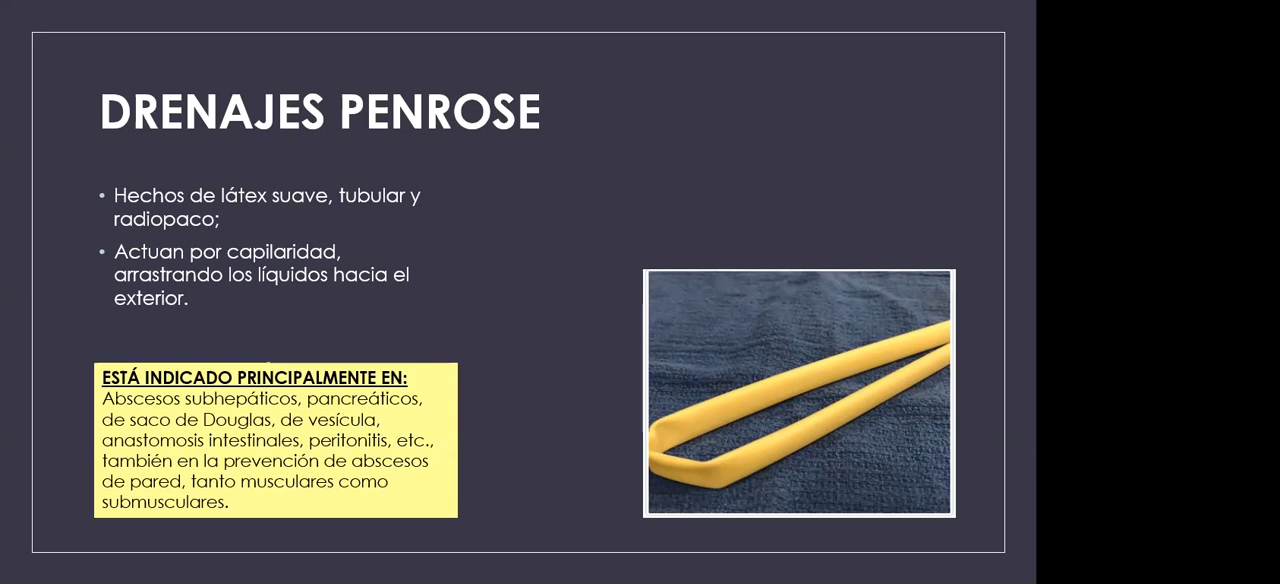 DRENAJES PENROSE
• Hechos de látex suave, tubular y
radiopaco;
• Actuan por capilaridad,
arrastrando los líquidos hacia el
exterior.
ESTÁ INDICADO PRINCIPALMENTE EN:
Abscesos subhepáticos, pancreáticos,
de saco de Douglas, de vesícula,
anastomosis intestinales, peritonitis, etc.,
también en la prevención de abscesos
de pared, tanto musculares como
submusculares.